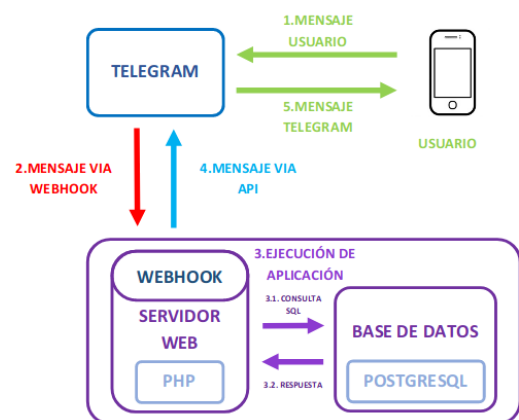 1.MENSAJE
USUARIO
TELEGRAM
5.MENSAJE
TELEGRAM
USUARIO
2.MENSAJE VIA
WEBHOOK
4.MENSAJE VIA
API
3.EJECUCIÓN DE
APLICACIÓN
WEBHOOK
SERVIDOR
WEB
PHP
3.1. CONSULTA
SQL
3.2. RESPUESTA
BASE DE DATOS
POSTGRESQL